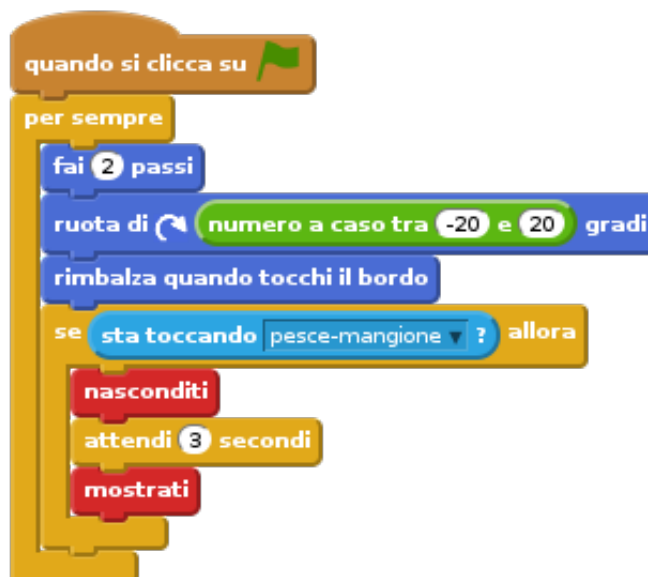 quando si clicca su
per sempre
fai 2 passi
ruota di numero a caso tra -20 e 20 gradi
rimbalza quando tocchi il bordo
se sta toccando pesce-mangione ? allora
nasconditi
attendi 3 secondi
mostrati